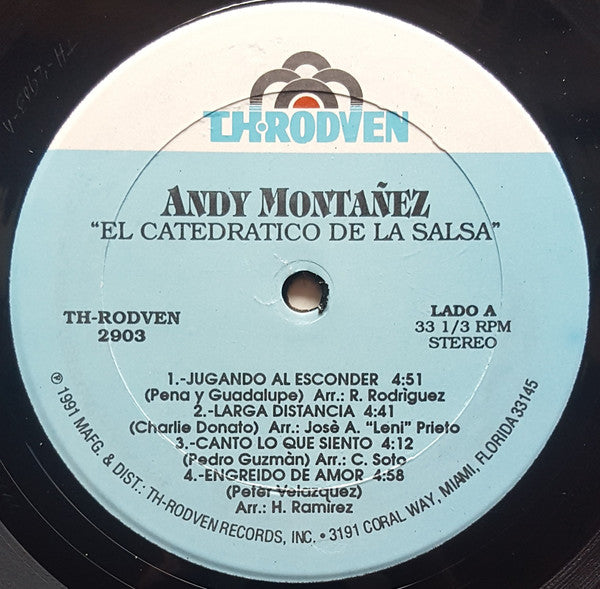 TH-RODVEN
ANDY MONTAÑEZ
"EL CATEDRATICO DE LA SALSA"
TH-RODVEN
2903
LADO A
33 1/3 RPM
STEREO
1.-JUGANDO AL ESCONDER 4:51
(Pena y Guadalupe) Arr.: R. Rodrìguez
2.-LARGA DISTANCIA 4:41
(Charlie Donato) Arr.: Josè A. "Leni" Prieto
3.-CANTO LO QUE SIENTO 4:12
(Pedro Guzmàn) Arr.: C. Soto
4.-ENGREIDO DE AMOR 4:58
(Peter Velazquez)
Arr.: H. Ramirez
℗ 1991 MAFG. & DIST.: TH-RODVEN RECORDS, INC. • 3191 CORAL WAY, MIAMI, FLORIDA 33145